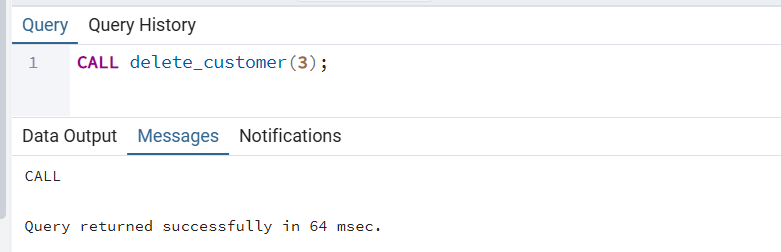 Query Query History
1 CALL delete_customer(3);
Data Output Messages Notifications
CALL
Query returned successfully in 64 msec.